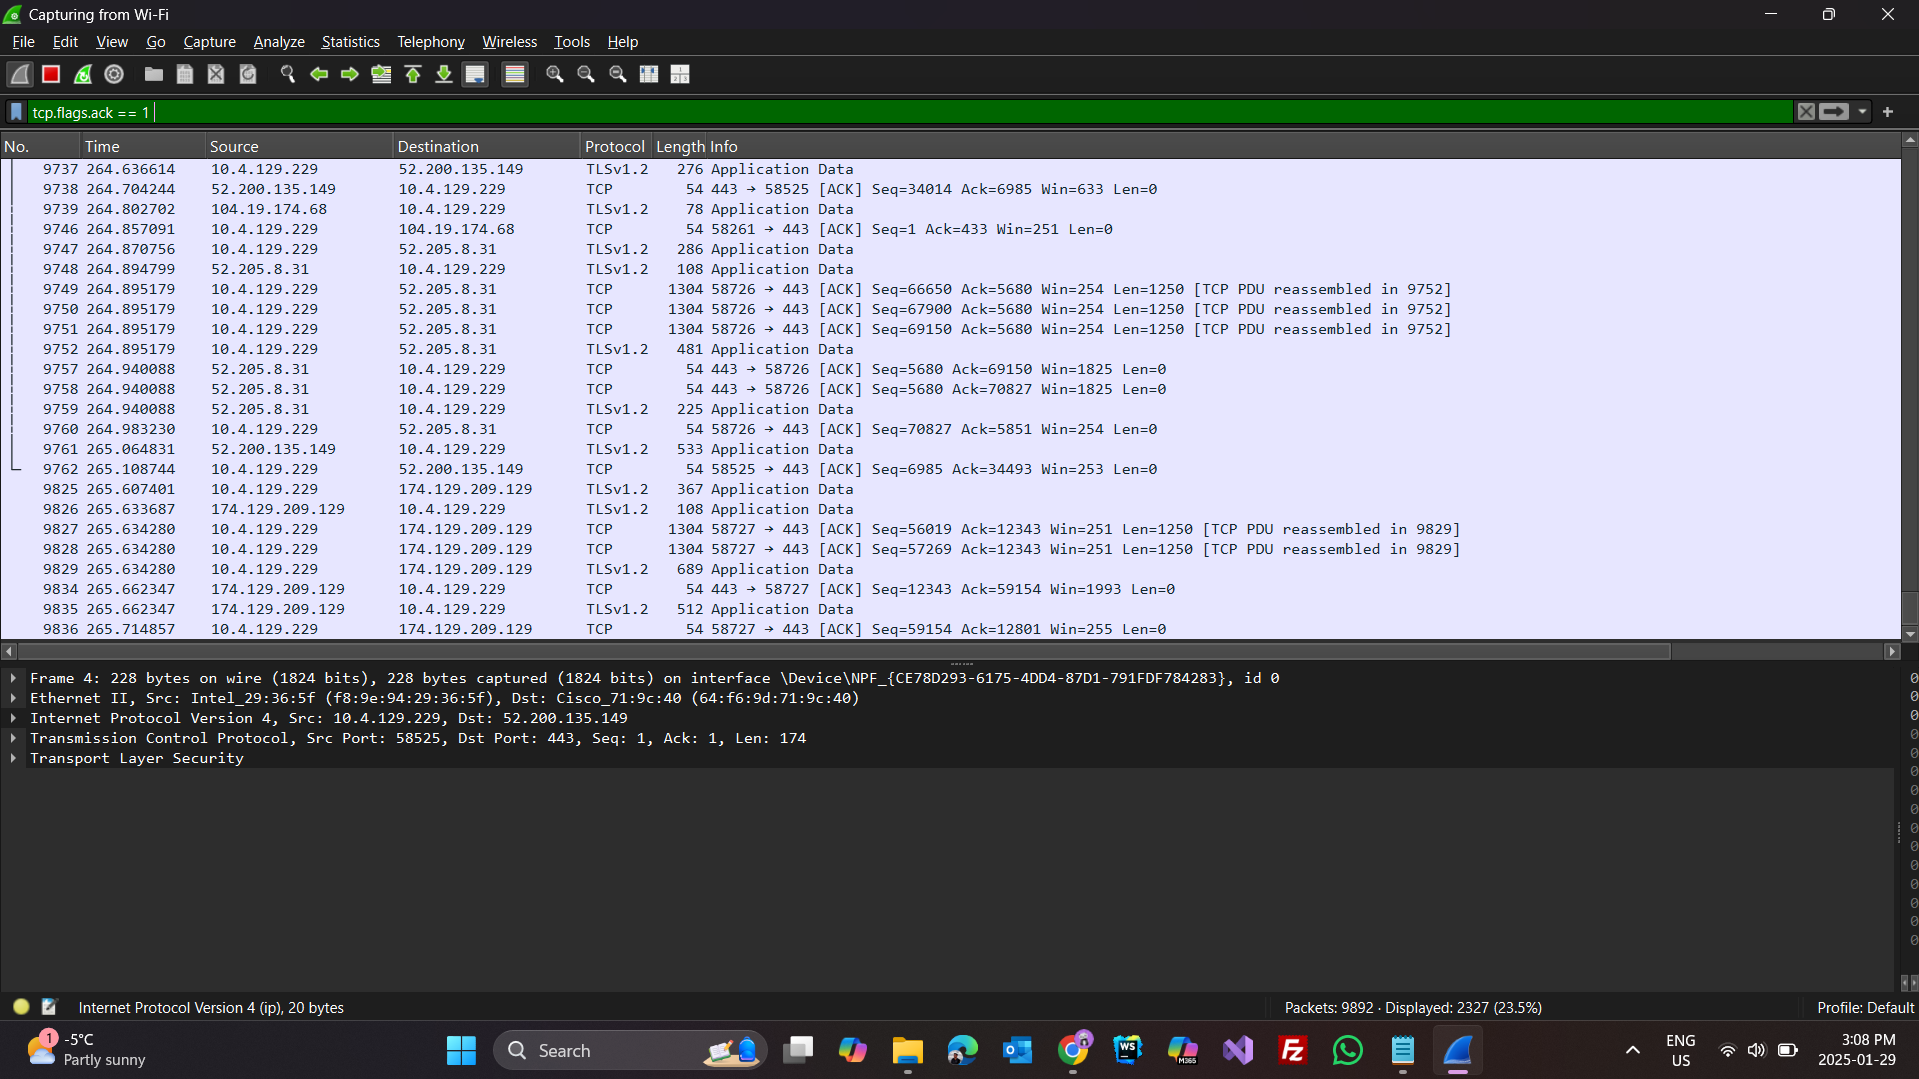 Capturing from Wi-Fi
File Edit View Go Capture Analyze Statistics Telephony Wireless Tools Help
tcp.flags.ack == 1
No. Time Source Destination Protocol Length Info
9737 264.636614 10.4.129.229 52.200.135.149 TLSv1.2 276 Application Data
9738 264.704244 52.200.135.149 10.4.129.229 TCP 54 443 → 58525 [ACK] Seq=34014 Ack=6985 Win=633 Len=0
9739 264.802702 104.19.174.68 10.4.129.229 TLSv1.2 78 Application Data
9746 264.857091 10.4.129.229 104.19.174.68 TCP 54 58261 → 443 [ACK] Seq=1 Ack=433 Win=251 Len=0
9747 264.870756 10.4.129.229 52.205.8.31 TLSv1.2 286 Application Data
9748 264.894799 52.205.8.31 10.4.129.229 TLSv1.2 108 Application Data
9749 264.895179 10.4.129.229 52.205.8.31 TCP 1304 58726 → 443 [ACK] Seq=66650 Ack=5680 Win=254 Len=1250 [TCP PDU reassembled in 9752]
9750 264.895179 10.4.129.229 52.205.8.31 TCP 1304 58726 → 443 [ACK] Seq=67900 Ack=5680 Win=254 Len=1250 [TCP PDU reassembled in 9752]
9751 264.895179 10.4.129.229 52.205.8.31 TCP 1304 58726 → 443 [ACK] Seq=69150 Ack=5680 Win=254 Len=1250 [TCP PDU reassembled in 9752]
9752 264.895179 10.4.129.229 52.205.8.31 TLSv1.2 481 Application Data
9757 264.940088 52.205.8.31 10.4.129.229 TCP 54 443 → 58726 [ACK] Seq=5680 Ack=69150 Win=1825 Len=0
9758 264.940088 52.205.8.31 10.4.129.229 TCP 54 443 → 58726 [ACK] Seq=5680 Ack=70827 Win=1825 Len=0
9759 264.940088 52.205.8.31 10.4.129.229 TLSv1.2 225 Application Data
9760 264.983230 10.4.129.229 52.205.8.31 TCP 54 58726 → 443 [ACK] Seq=70827 Ack=5851 Win=254 Len=0
9761 265.064831 52.200.135.149 10.4.129.229 TLSv1.2 533 Application Data
9762 265.108744 10.4.129.229 52.200.135.149 TCP 54 58525 → 443 [ACK] Seq=6985 Ack=34493 Win=253 Len=0
9825 265.607401 10.4.129.229 174.129.209.129 TLSv1.2 367 Application Data
9826 265.633687 174.129.209.129 10.4.129.229 TLSv1.2 108 Application Data
9827 265.634280 10.4.129.229 174.129.209.129 TCP 1304 58727 → 443 [ACK] Seq=56019 Ack=12343 Win=251 Len=1250 [TCP PDU reassembled in 9829]
9828 265.634280 10.4.129.229 174.129.209.129 TCP 1304 58727 → 443 [ACK] Seq=57269 Ack=12343 Win=251 Len=1250 [TCP PDU reassembled in 9829]
9829 265.634280 10.4.129.229 174.129.209.129 TLSv1.2 689 Application Data
9834 265.662347 174.129.209.129 10.4.129.229 TCP 54 443 → 58727 [ACK] Seq=12343 Ack=59154 Win=1993 Len=0
9835 265.662347 174.129.209.129 10.4.129.229 TLSv1.2 512 Application Data
9836 265.714857 10.4.129.229 174.129.209.129 TCP 54 58727 → 443 [ACK] Seq=59154 Ack=12801 Win=255 Len=0
Frame 4: 228 bytes on wire (1824 bits), 228 bytes captured (1824 bits) on interface \Device\NPF_{CE78D293-6175-4DD4-87D1-791FDF784283}, id 0
Ethernet II, Src: Intel_29:36:5f (f8:9e:94:29:36:5f), Dst: Cisco_71:9c:40 (64:f6:9d:71:9c:40)
Internet Protocol Version 4, Src: 10.4.129.229, Dst: 52.200.135.149
Transmission Control Protocol, Src Port: 58525, Dst Port: 443, Seq: 1, Ack: 1, Len: 174
Transport Layer Security
Internet Protocol Version 4 (ip), 20 bytes
Packets: 9892 · Displayed: 2327 (23.5%)
Profile: Default
1
-5°C
Partly sunny
Search
WS
M365
Fz
ENG
US
3:08 PM
2025-01-29